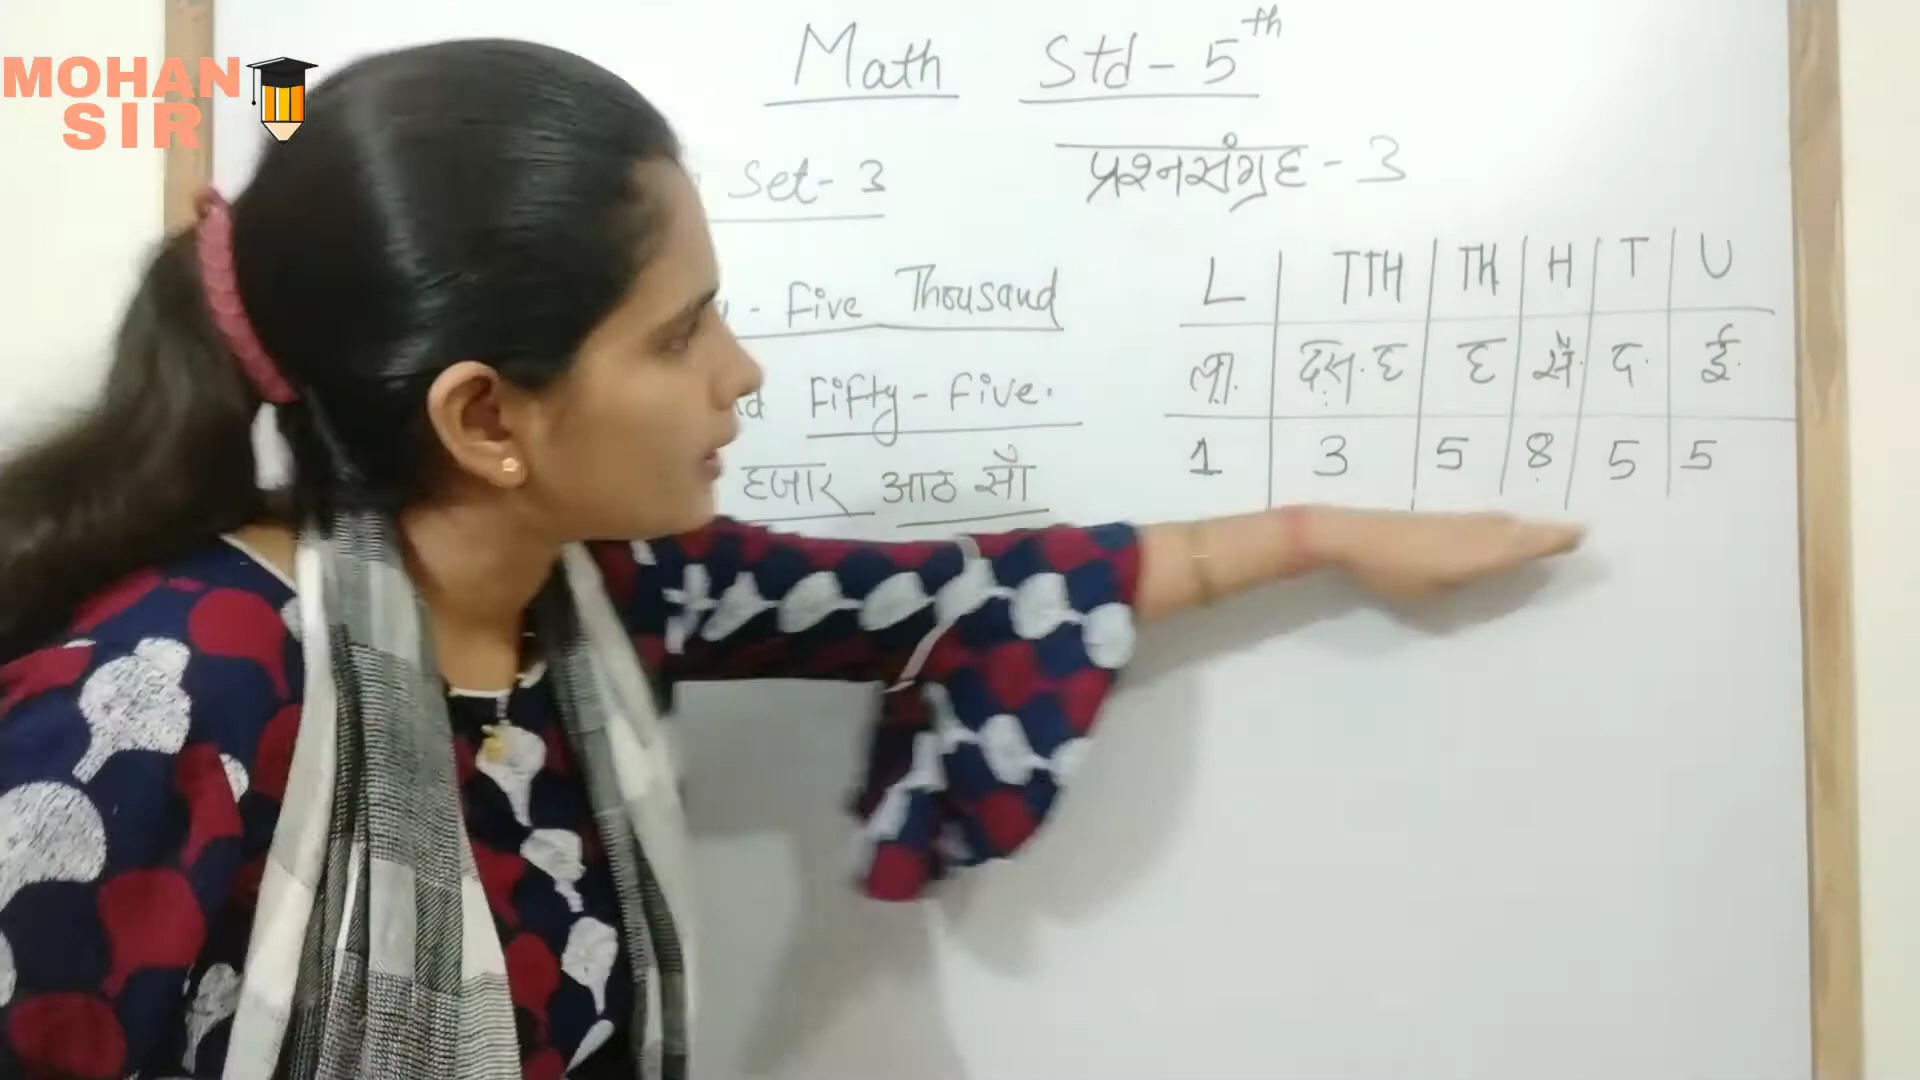 MOHAN
SIR
Math Std - 5th
Set - 3 प्रश्नसंग्रह - 3
L TTH TH H T U
- Five Thousand
ला. दस. ह ह सौ. द. ई.
Fifty - Five.
1 3 5 8 5 5
हजार आठ सौ